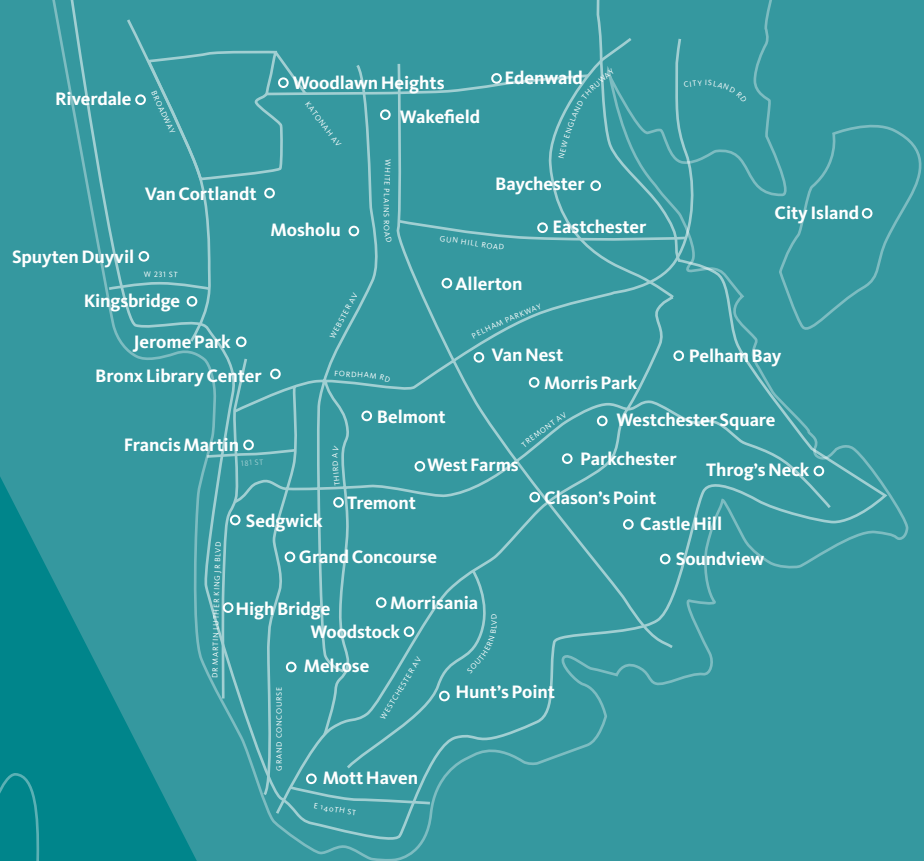 Woodlawn Heights
Edenwald
Riverdale
BROADWAY
KATONAH AV
Wakefield
NEW ENGLAND THRUWAY
CITY ISLAND RD
Van Cortlandt
WHITE PLAINS ROAD
Baychester
Mosholu
Eastchester
City Island
GUN HILL ROAD
Spuyten Duyvil
W 231 ST
Allerton
Kingsbridge
WEBSTER AV
PELHAM PARKWAY
Jerome Park
Van Nest
Pelham Bay
Bronx Library Center
FORDHAM RD
Morris Park
Belmont
TREMONT AV
Westchester Square
Francis Martin
181 ST
THIRD AV
West Farms
Parkchester
Throg's Neck
Tremont
Clason's Point
Sedgwick
Castle Hill
Grand Concourse
Soundview
DR MARTIN LUTHER KING JR BLVD
High Bridge
Morrisania
Woodstock
SOUTHERN BLVD
Melrose
WESTCHESTER AV
Hunt's Point
GRAND CONCOURSE
Mott Haven
E 140TH ST